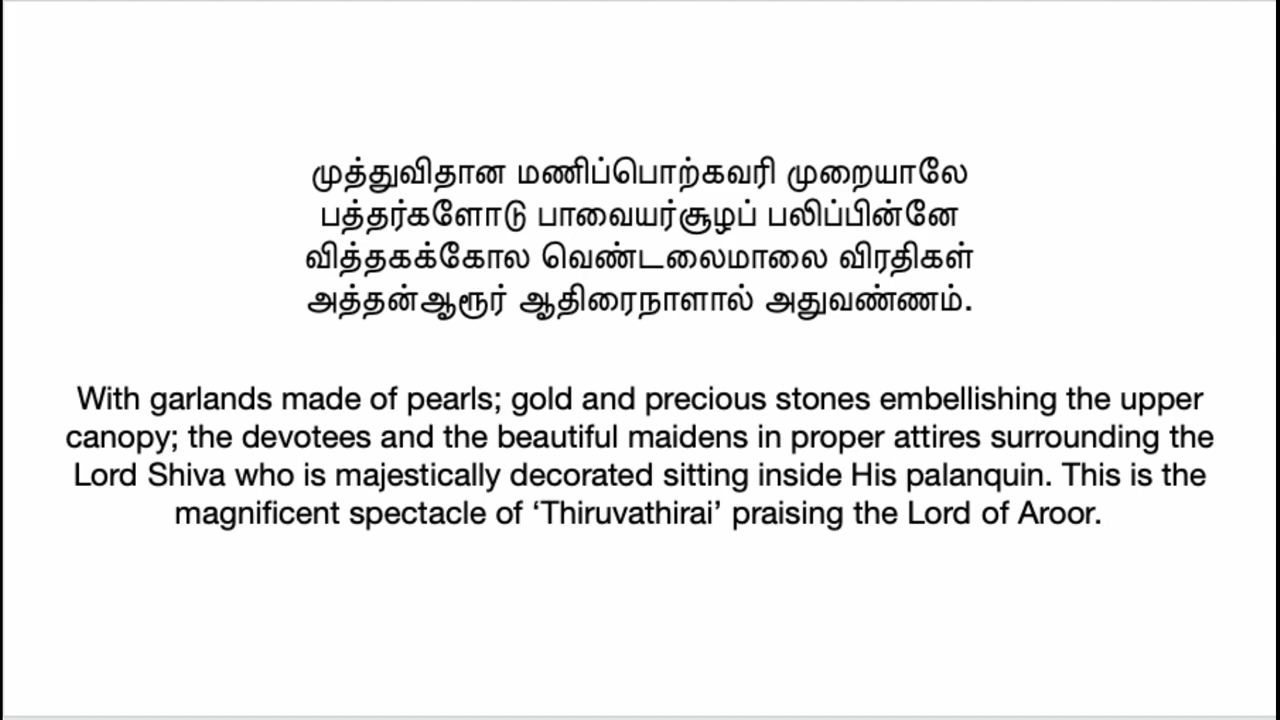 முத்துவிதான மணிப்பொற்கவரி முறையாலே
பத்தர்களோடு பாவையர்சூழப் பலிப்பின்னே
வித்தகக்கோல வெண்டலைமாலை விரதிகள்
அத்தன்ஆரூர் ஆதிரைநாளால் அதுவண்ணம்.
With garlands made of pearls; gold and precious stones embellishing the upper
canopy; the devotees and the beautiful maidens in proper attires surrounding the
Lord Shiva who is majestically decorated sitting inside His palanquin. This is the
magnificent spectacle of ‘Thiruvathirai’ praising the Lord of Aroor.